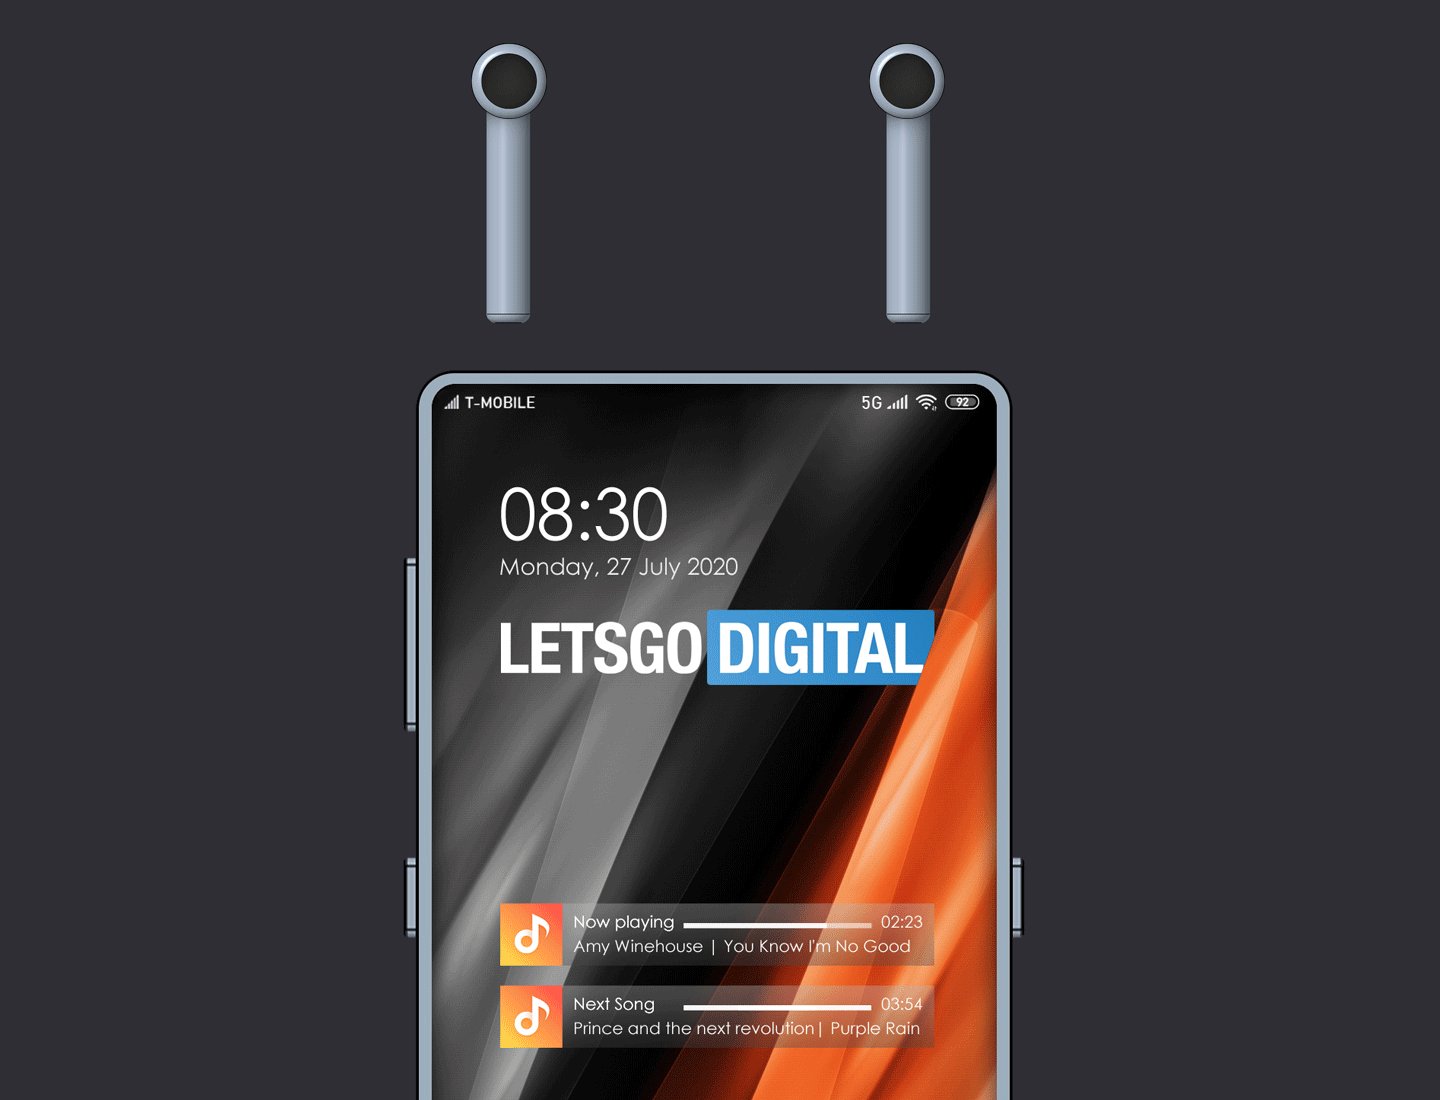 T-MOBILE 5G 92
08:30
Monday, 27 July 2020
LETSGO DIGITAL
Now playing 02:23
Amy Winehouse | You Know I'm No Good
Next Song 03:54
Prince and the next revolution| Purple Rain